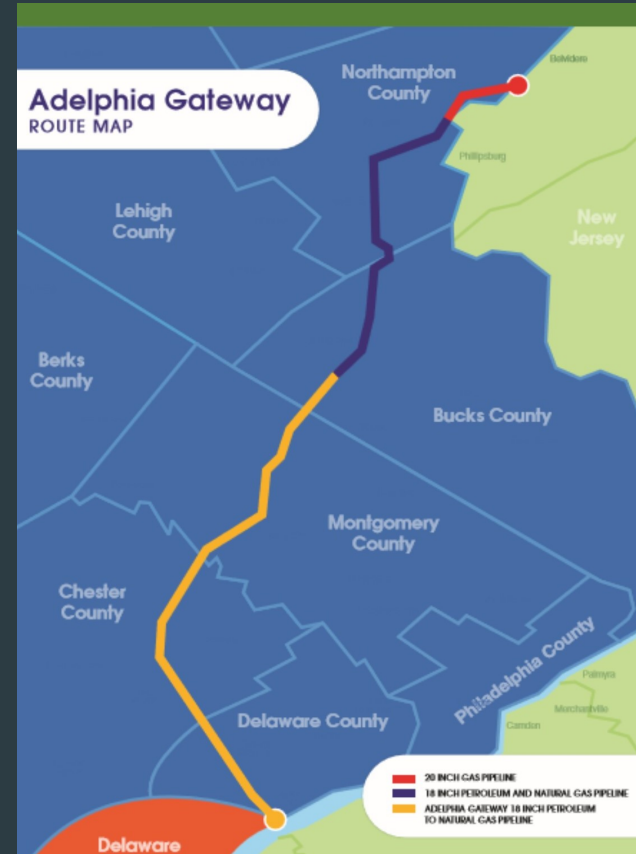 Adelphia Gateway
ROUTE MAP
Northampton
County
Belvidere
Phillipsburg
Lehigh
County
New
Jersey
Berks
County
Bucks County
Montgomery
County
Chester
County
Philadelphia County
Palmyra
Merchantville
Camden
Delaware County
Delaware
20 INCH GAS PIPELINE
18 INCH PETROLEUM AND NATURAL GAS PIPELINE
ADELPHIA GATEWAY 18 INCH PETROLEUM
TO NATURAL GAS PIPELINE